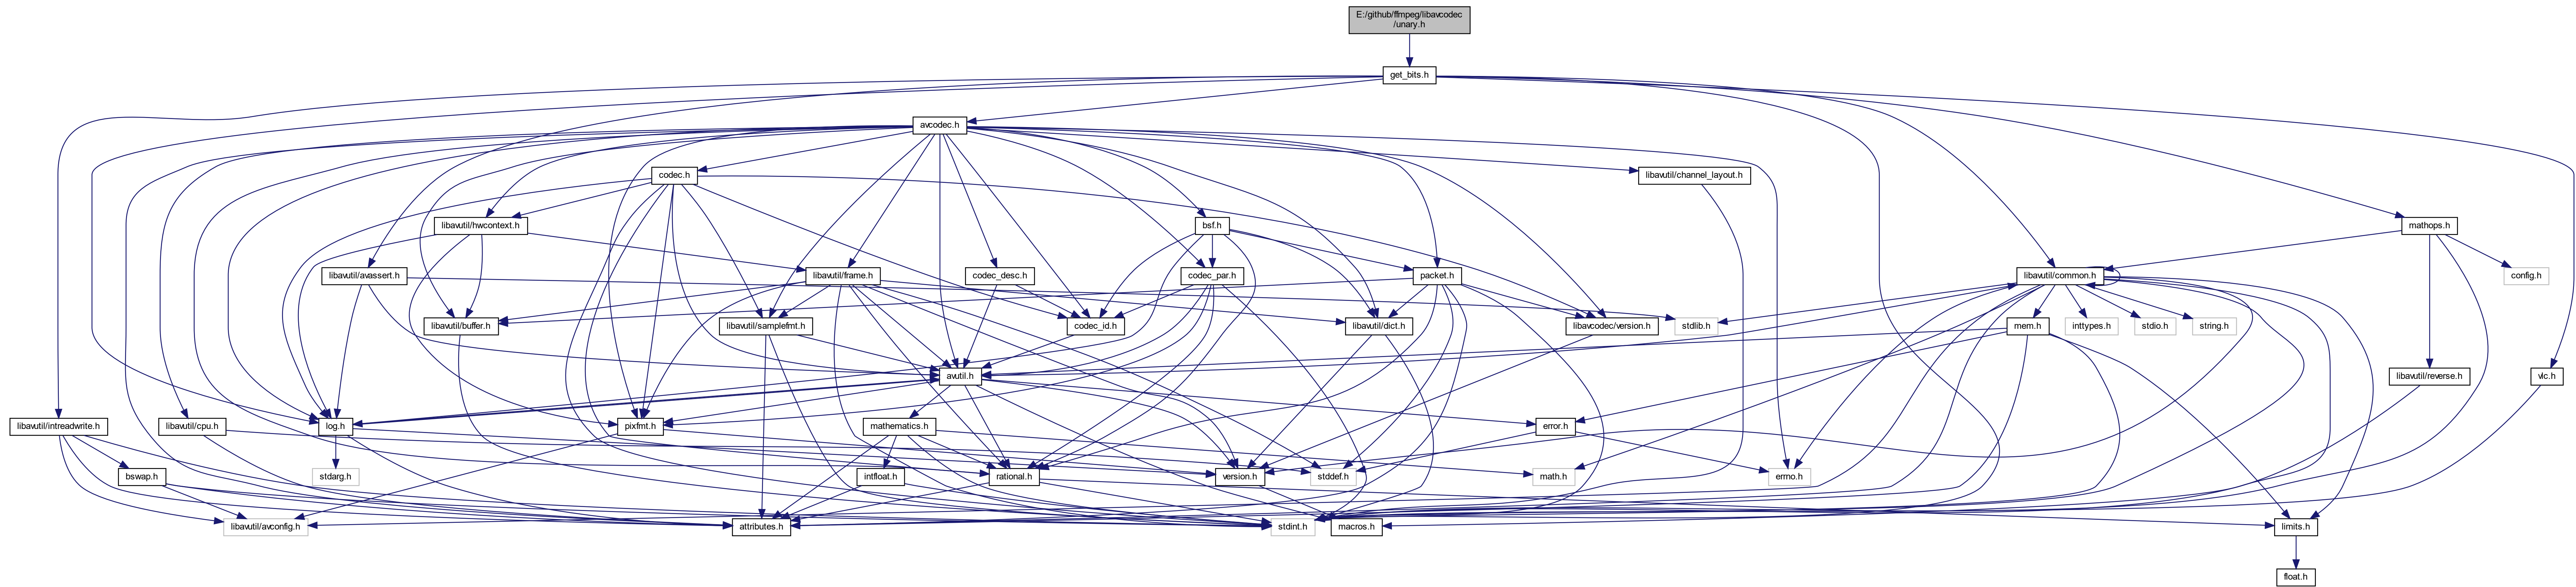 E:/github/ffmpeg/libavcodec
/unary.h
get_bits.h
avcodec.h
codec.h
libavutil/channel_layout.h
libavutil/hwcontext.h
bsf.h
mathops.h
libavutil/avassert.h
libavutil/frame.h
codec_desc.h
codec_par.h
packet.h
libavutil/common.h
config.h
libavutil/buffer.h
libavutil/samplefmt.h
codec_id.h
libavutil/dict.h
libavcodec/version.h
stdlib.h
mem.h
inttypes.h
stdio.h
string.h
avutil.h
libavutil/reverse.h
vlc.h
libavutil/intreadwrite.h
libavutil/cpu.h
log.h
pixfmt.h
mathematics.h
error.h
bswap.h
stdarg.h
intfloat.h
rational.h
version.h
stddef.h
math.h
errno.h
libavutil/avconfig.h
attributes.h
stdint.h
macros.h
limits.h
float.h